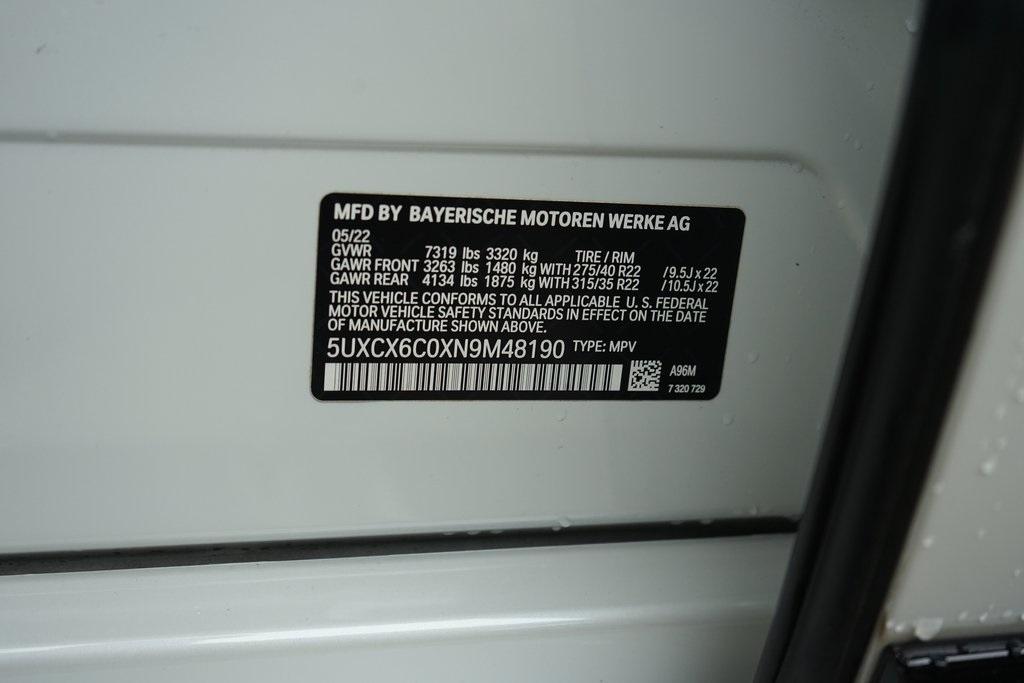 MFD BY BAYERISCHE MOTOREN WERKE AG
05/22
GVWR 7319 lbs 3320 kg TIRE / RIM
GAWR FRONT 3263 lbs 1480 kg WITH 275/40 R22 / 9.5J x 22
GAWR REAR 4134 lbs 1875 kg WITH 315/35 R22 / 10.5J x 22
THIS VEHICLE CONFORMS TO ALL APPLICABLE U. S. FEDERAL
MOTOR VEHICLE SAFETY STANDARDS IN EFFECT ON THE DATE
OF MANUFACTURE SHOWN ABOVE.
5UXCX6C0XN9M48190 TYPE: MPV
A96M
7 320 729